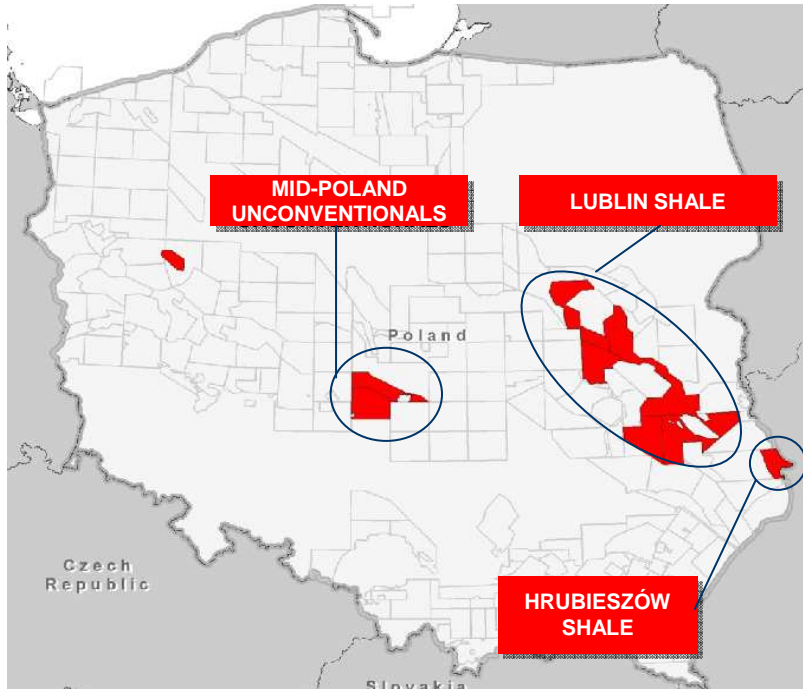 MID-POLAND
UNCONVENTIONALS
LUBLIN SHALE
Poland
Czech
Republic
HRUBIESZÓW
SHALE
Slovakia